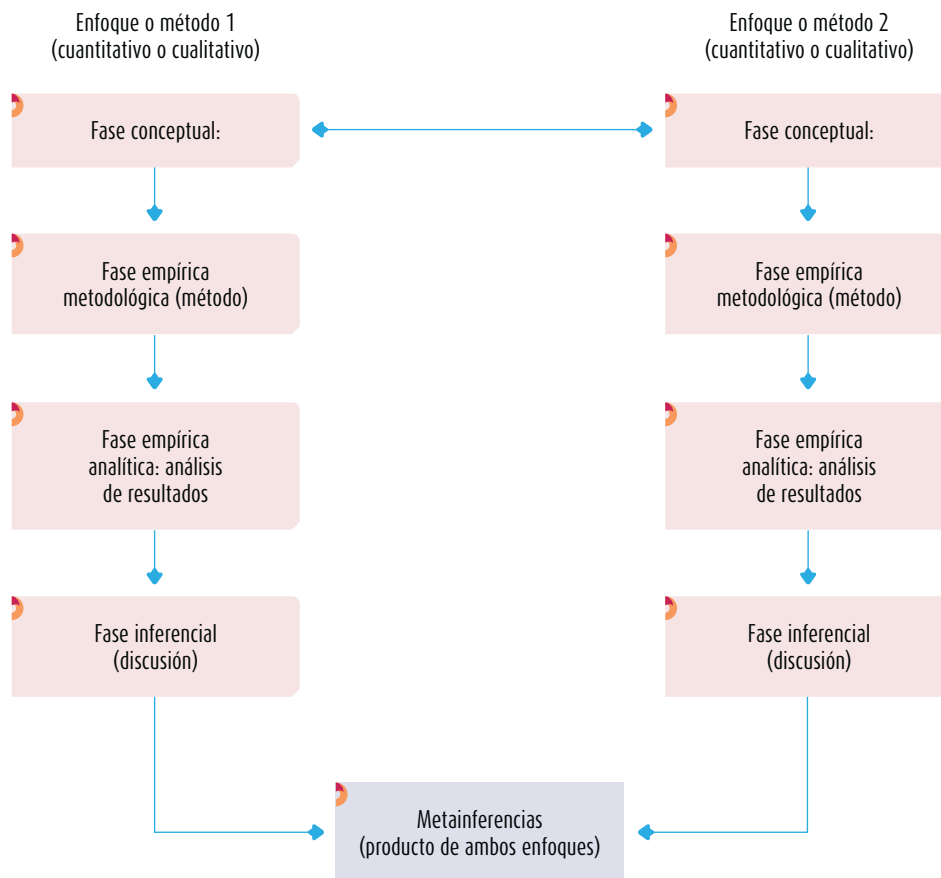 Enfoque o método 1
(cuantitativo o cualitativo)
Enfoque o método 2
(cuantitativo o cualitativo)
Fase conceptual:
Fase conceptual:
Fase empírica
metodológica (método)
Fase empírica
metodológica (método)
Fase empírica
analítica: análisis
de resultados
Fase empírica
analítica: análisis
de resultados
Fase inferencial
(discusión)
Fase inferencial
(discusión)
Metainferencias
(producto de ambos enfoques)